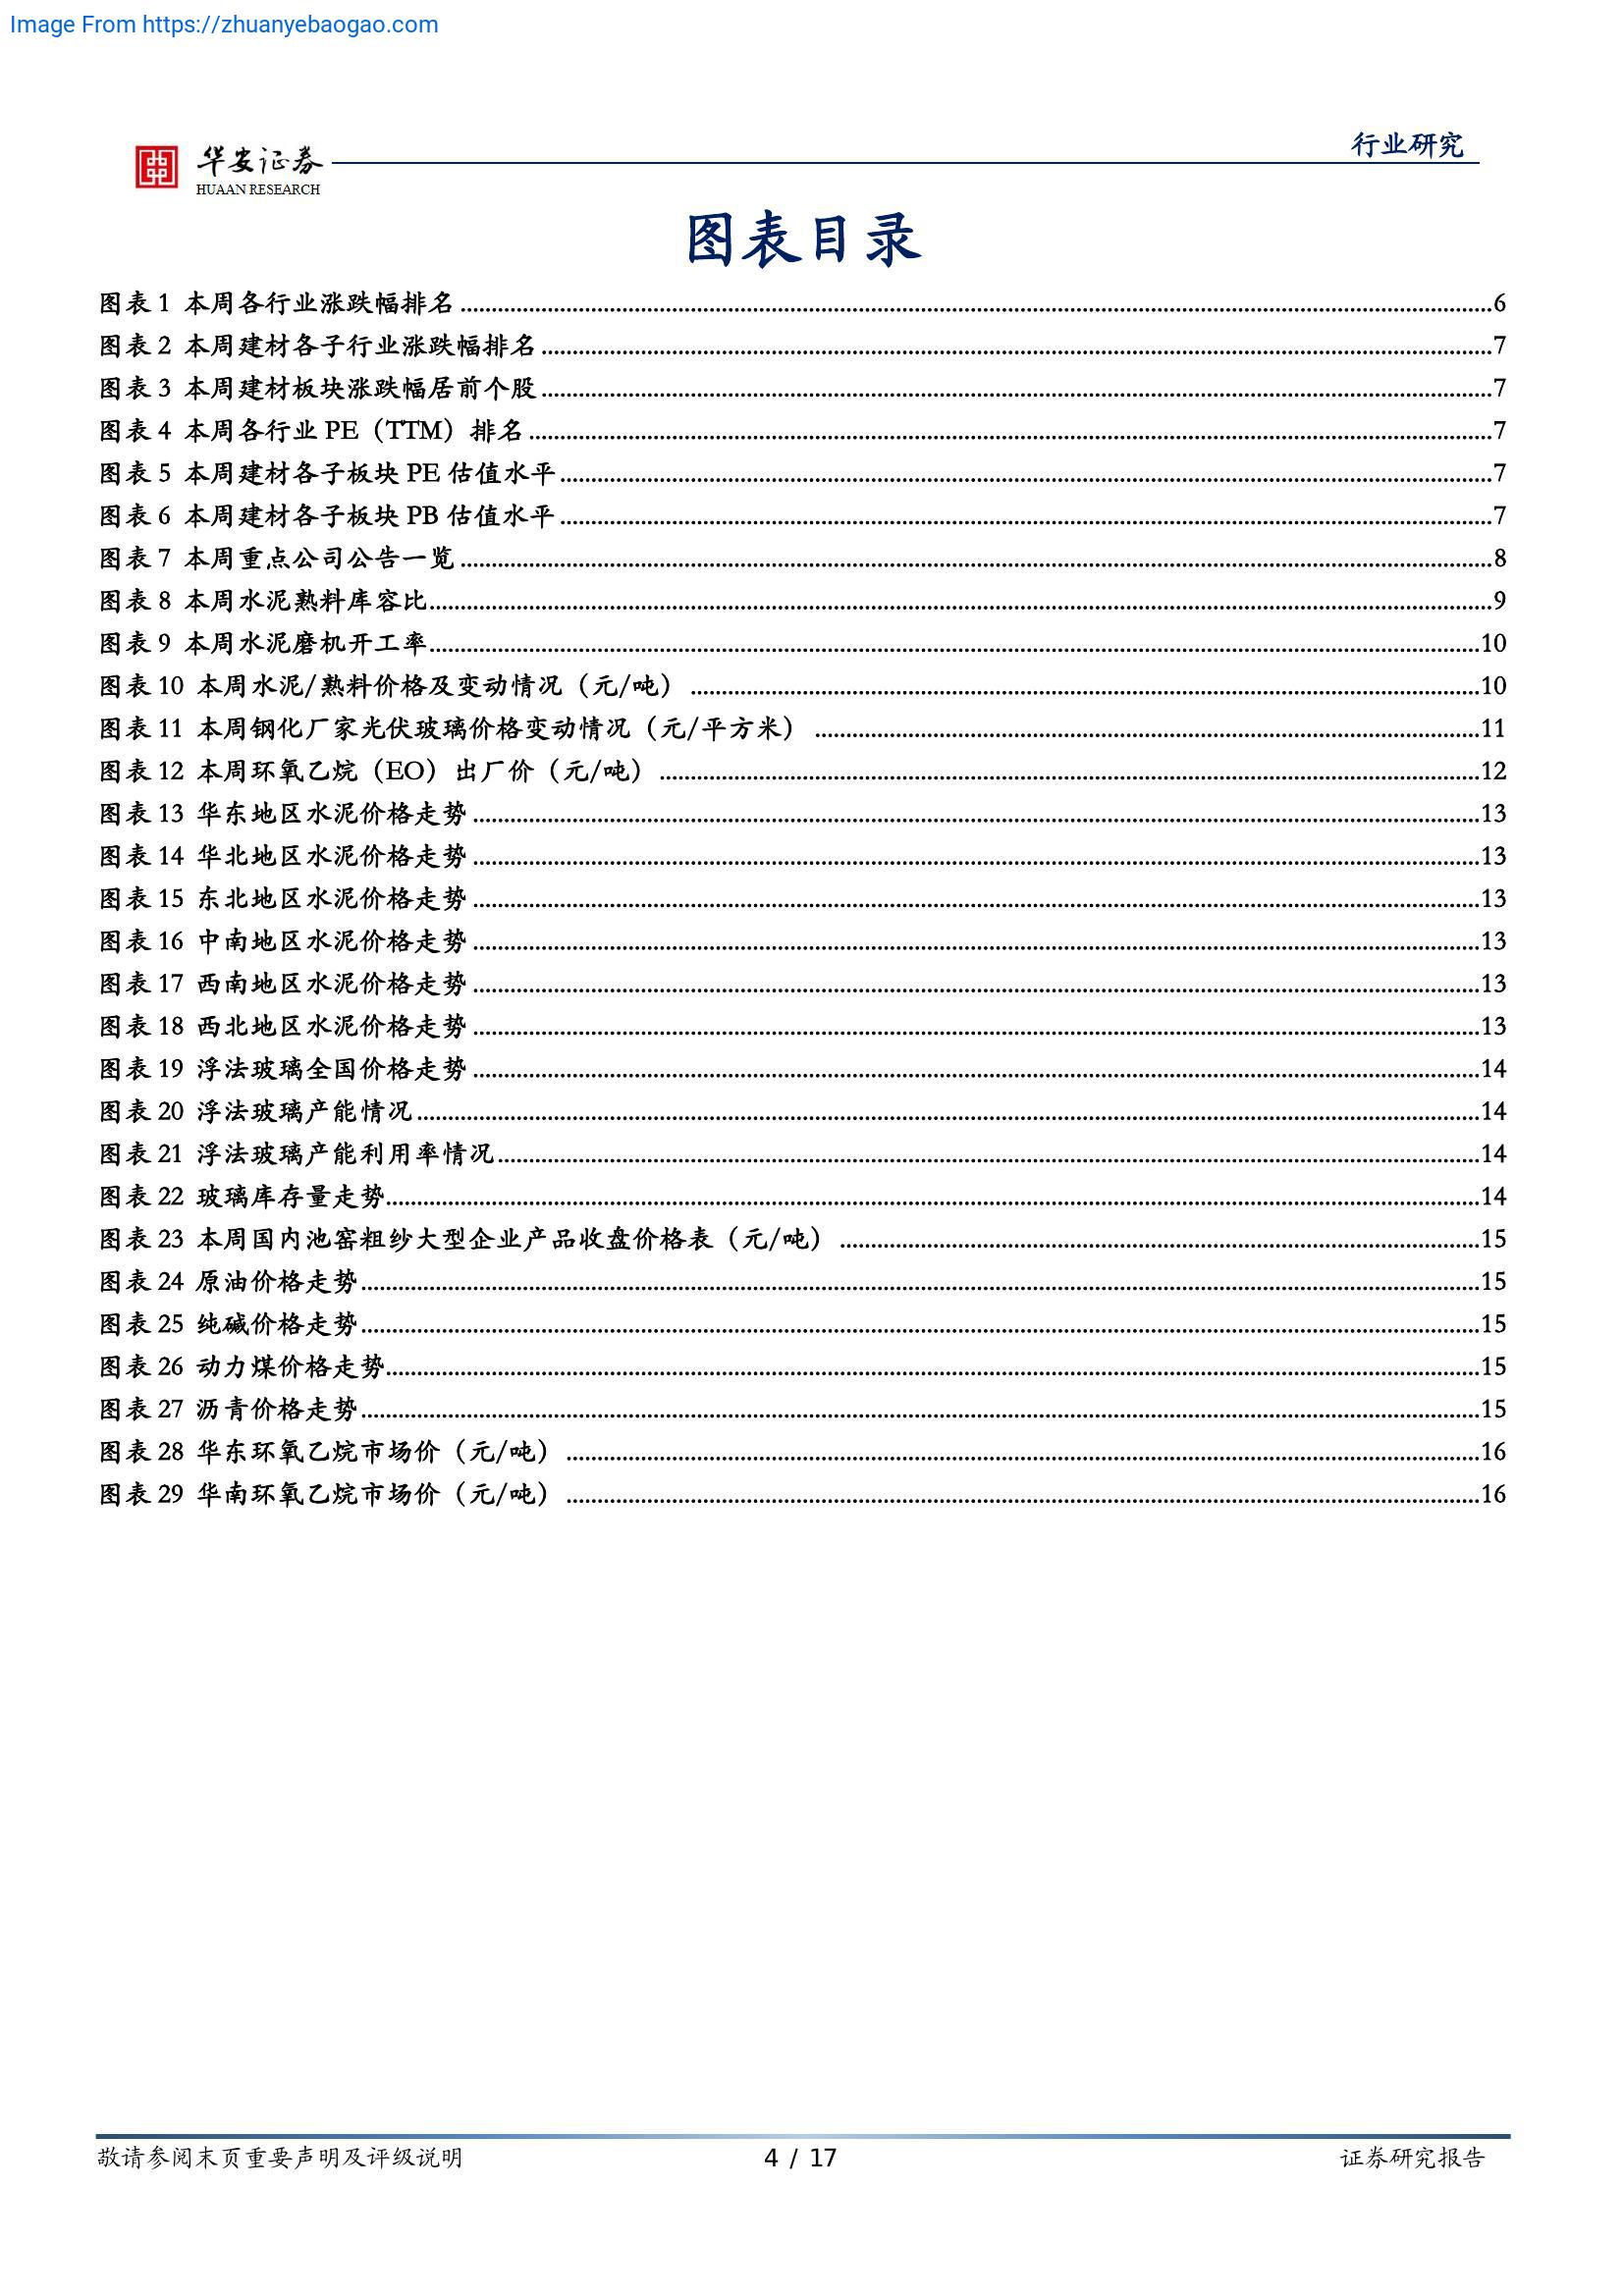 Image From https://zhuanyebaogao.com
行业研究
华安证券
HUAAN RESEARCH
图表目录
图表 1 本周各行业涨跌幅排名 ........ 6
图表 2 本周建材各子行业涨跌幅排名 ........ 7
图表 3 本周建材板块涨跌幅居前个股 ........ 7
图表 4 本周各行业 PE（TTM）排名 ........ 7
图表 5 本周建材各子板块 PE 估值水平 ........ 7
图表 6 本周建材各子板块 PB 估值水平 ........ 7
图表 7 本周重点公司公告一览 ........ 8
图表 8 本周水泥熟料库容比 ........ 9
图表 9 本周水泥磨机开工率 ........ 10
图表 10 本周水泥/熟料价格及变动情况（元/吨） ........ 10
图表 11 本周钢化厂家光伏玻璃价格变动情况（元/平方米） ........ 11
图表 12 本周环氧乙烷（EO）出厂价（元/吨） ........ 12
图表 13 华东地区水泥价格走势 ........ 13
图表 14 华北地区水泥价格走势 ........ 13
图表 15 东北地区水泥价格走势 ........ 13
图表 16 中南地区水泥价格走势 ........ 13
图表 17 西南地区水泥价格走势 ........ 13
图表 18 西北地区水泥价格走势 ........ 13
图表 19 浮法玻璃全国价格走势 ........ 14
图表 20 浮法玻璃产能情况 ........ 14
图表 21 浮法玻璃产能利用率情况 ........ 14
图表 22 玻璃库存量走势 ........ 14
图表 23 本周国内池窑粗纱大型企业产品收盘价格表（元/吨） ........ 15
图表 24 原油价格走势 ........ 15
图表 25 纯碱价格走势 ........ 15
图表 26 动力煤价格走势 ........ 15
图表 27 沥青价格走势 ........ 15
图表 28 华东环氧乙烷市场价（元/吨） ........ 16
图表 29 华南环氧乙烷市场价（元/吨） ........ 16
敬请参阅末页重要声明及评级说明
4 / 17
证券研究报告